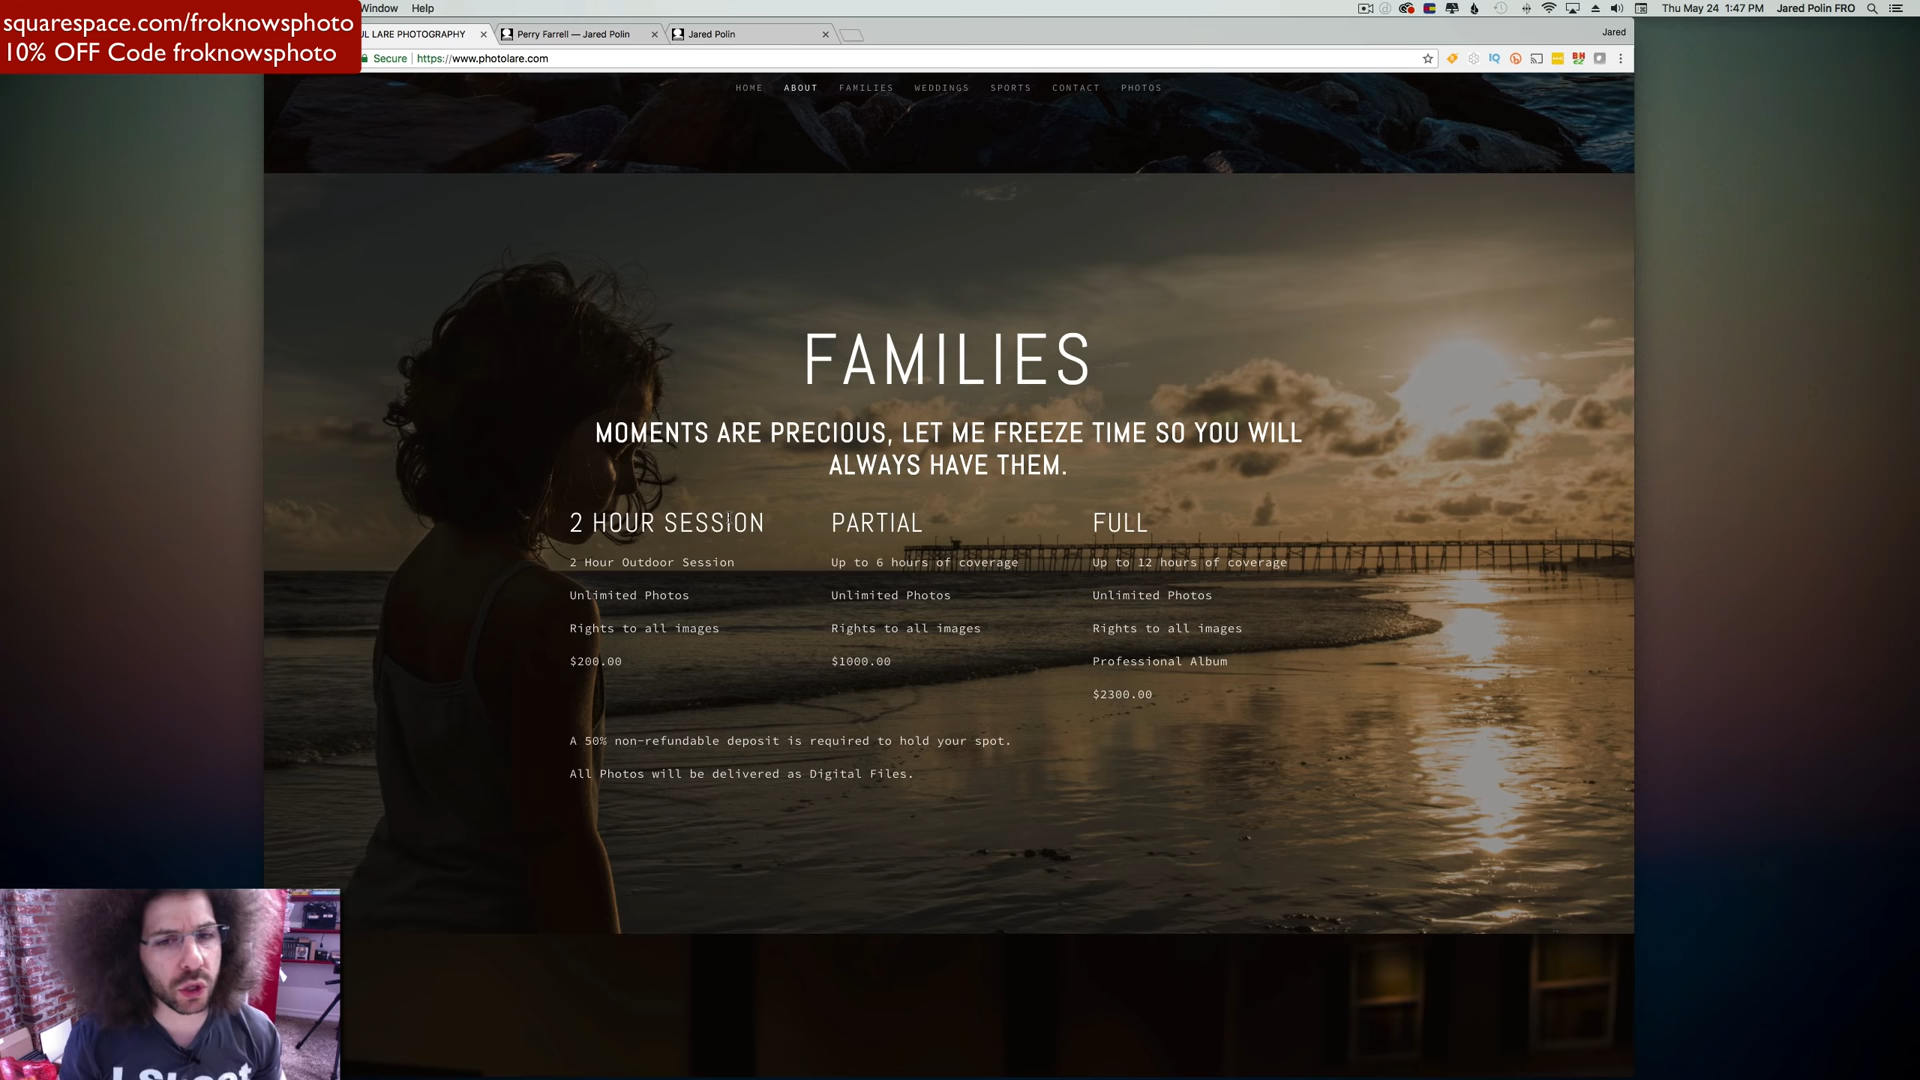 squarespace.com/froknowsphoto
10% OFF Code froknowsphoto
Window Help
Thu May 24 1:47 PM Jared Polin FRO
UL LARE PHOTOGRAPHY
Perry Farrell — Jared Polin
Jared Polin
Jared
Secure https://www.photolare.com
HOME ABOUT FAMILIES WEDDINGS SPORTS CONTACT PHOTOS
FAMILIES
MOMENTS ARE PRECIOUS, LET ME FREEZE TIME SO YOU WILL
ALWAYS HAVE THEM.
2 HOUR SESSION
2 Hour Outdoor Session
Unlimited Photos
Rights to all images
$200.00
PARTIAL
Up to 6 hours of coverage
Unlimited Photos
Rights to all images
$1000.00
FULL
Up to 12 hours of coverage
Unlimited Photos
Rights to all images
Professional Album
$2300.00
A 50% non-refundable deposit is required to hold your spot.
All Photos will be delivered as Digital Files.
I Shoot